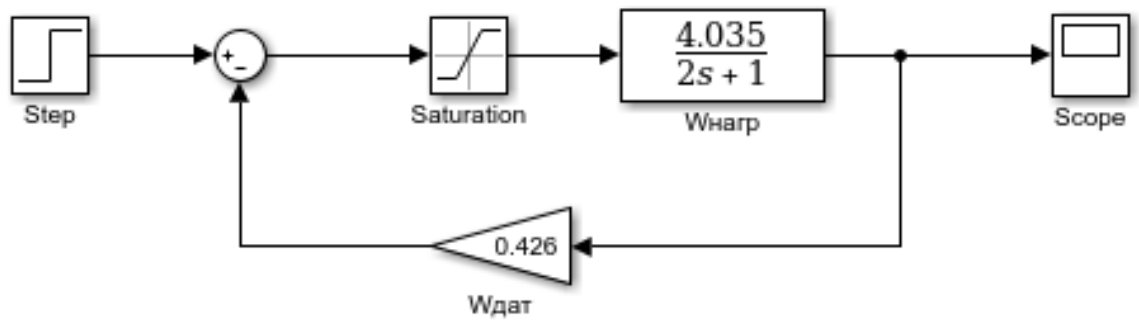 4.035
2s + 1
+
−
Step
Saturation
Wнагр
Scope
0.426
Wдат